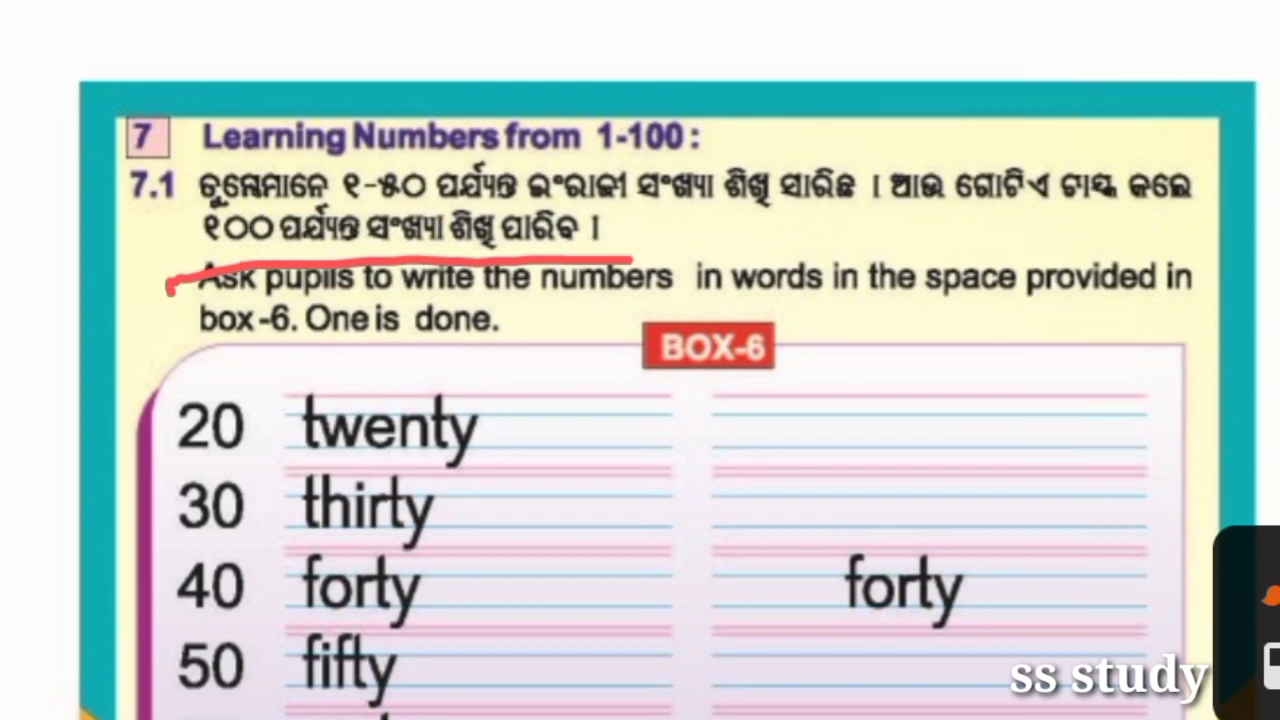 7 Learning Numbers from 1-100 :
7.1 ତୁମ୍ଭେମାନେ ୧-୫୦ ପର୍ଯ୍ୟନ୍ତ ଇଂରାଜୀ ସଂଖ୍ୟା ଶିଖି ସାରିଛ । ଆଉ ଗୋଟିଏ ଟାସ୍କ କଲେ
୧୦୦ ପର୍ଯ୍ୟନ୍ତ ସଂଖ୍ୟା ଶିଖି ପାରିବ ।
Ask pupils to write the numbers in words in the space provided in
box-6. One is done.
BOX-6
20 twenty
30 thirty
40 forty forty
50 fifty
ss study